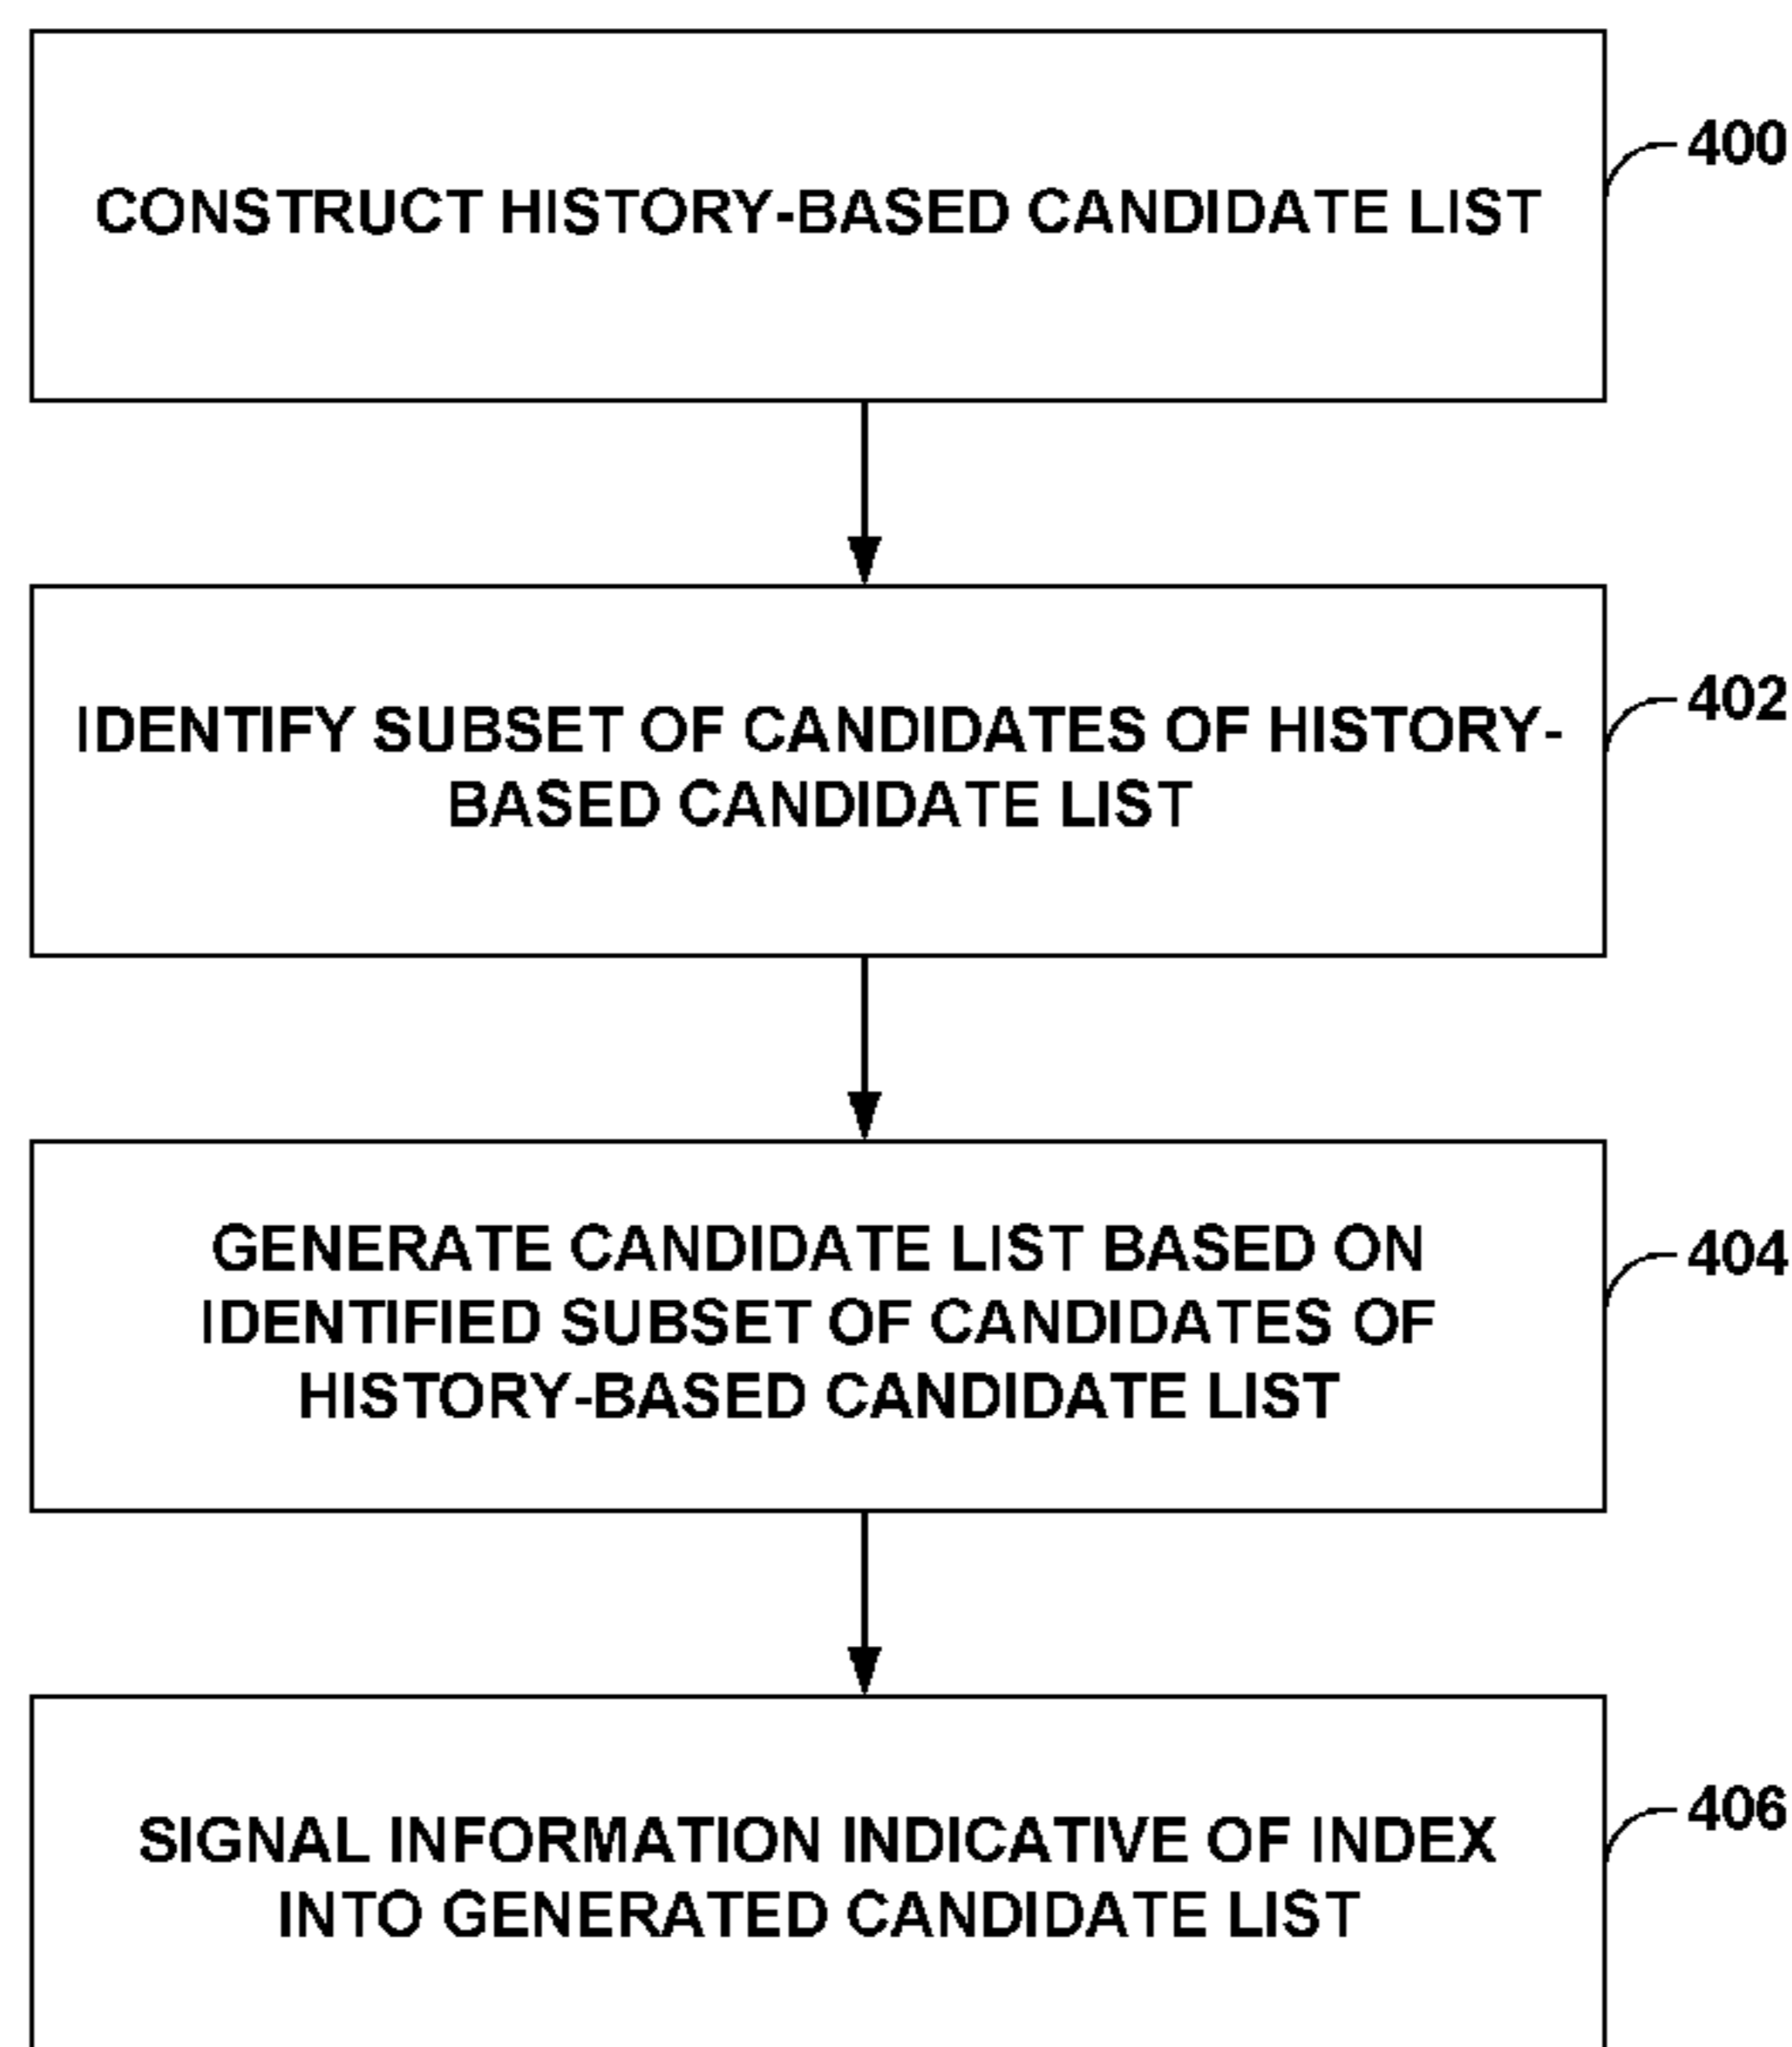 CONSTRUCT HISTORY-BASED CANDIDATE LIST
400
IDENTIFY SUBSET OF CANDIDATES OF HISTORY-
BASED CANDIDATE LIST
402
GENERATE CANDIDATE LIST BASED ON
IDENTIFIED SUBSET OF CANDIDATES OF
HISTORY-BASED CANDIDATE LIST
404
SIGNAL INFORMATION INDICATIVE OF INDEX
INTO GENERATED CANDIDATE LIST
406